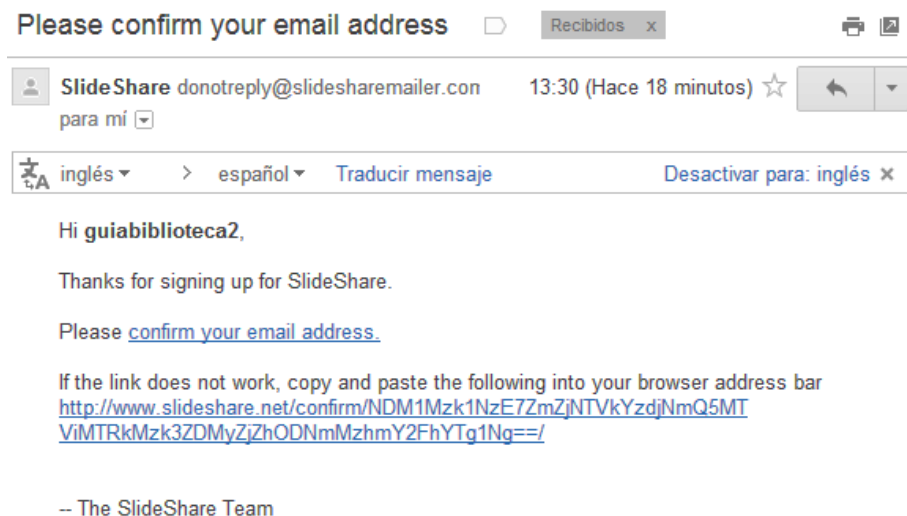 Please confirm your email address Recibidos x
SlideShare donotreply@slidesharemailer.con 13:30 (Hace 18 minutos)
para mí
inglés > español Traducir mensaje Desactivar para: inglés ×
Hi guiabiblioteca2,
Thanks for signing up for SlideShare.
Please confirm your email address.
If the link does not work, copy and paste the following into your browser address bar
http://www.slideshare.net/confirm/NDM1Mzk1NzE7ZmZjNTVkYzdjNmQ5MT
ViMTRkMzk3ZDMyZjZhODNmMzhmY2FhYTg1Ng==/
-- The SlideShare Team